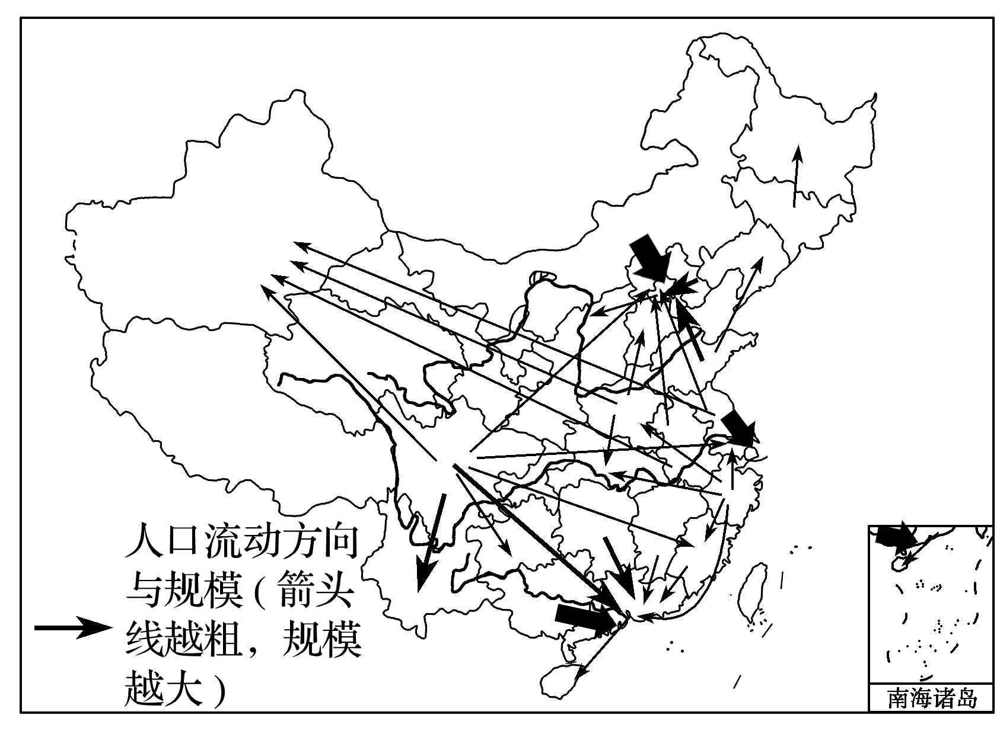 人口流动方向
与规模(箭头
线越粗，规模
越大)
南海诸岛